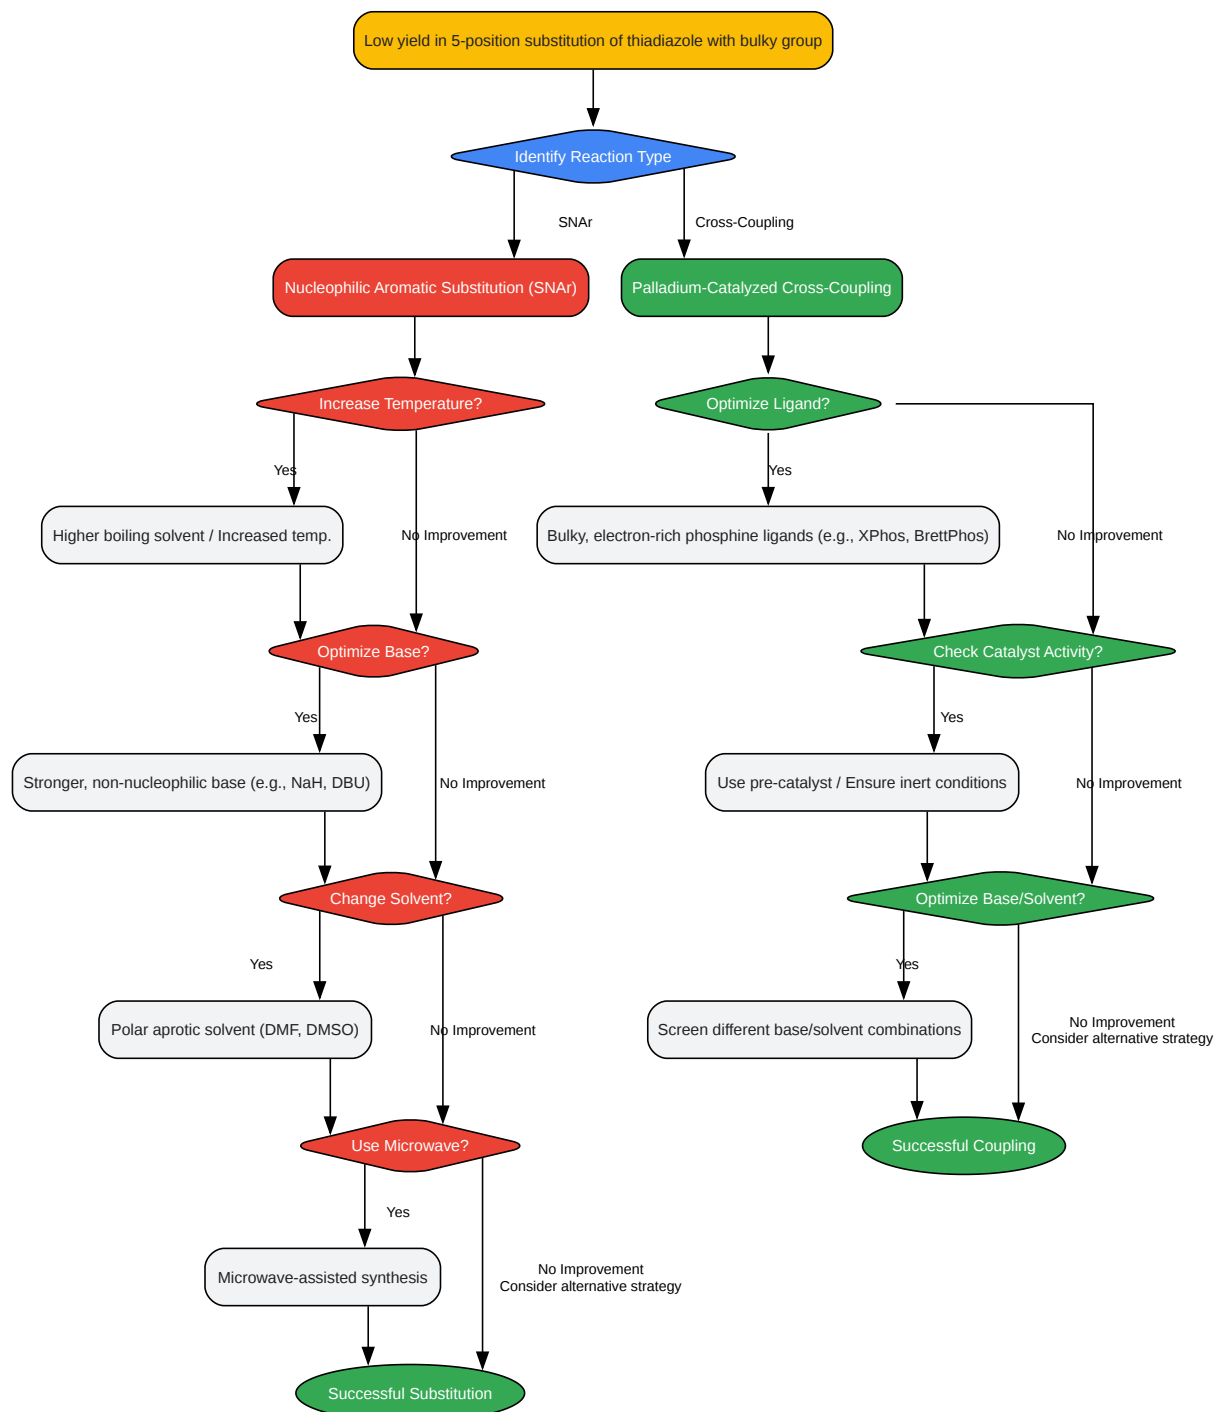 Low yield in 5-position substitution of thiadiazole with bulky group
Identify Reaction Type
SNAr
Cross-Coupling
Nucleophilic Aromatic Substitution (SNAr)
Palladium-Catalyzed Cross-Coupling
Increase Temperature?
Optimize Ligand?
Yes
Yes
Higher boiling solvent / Increased temp.
No Improvement
Bulky, electron-rich phosphine ligands (e.g., XPhos, BrettPhos)
No Improvement
Optimize Base?
Check Catalyst Activity?
Yes
Yes
Stronger, non-nucleophilic base (e.g., NaH, DBU)
No Improvement
Use pre-catalyst / Ensure inert conditions
No Improvement
Change Solvent?
Optimize Base/Solvent?
Yes
Yes
Polar aprotic solvent (DMF, DMSO)
No Improvement
Screen different base/solvent combinations
No Improvement
Consider alternative strategy
Use Microwave?
Successful Coupling
Yes
Microwave-assisted synthesis
No Improvement
Consider alternative strategy
Successful Substitution